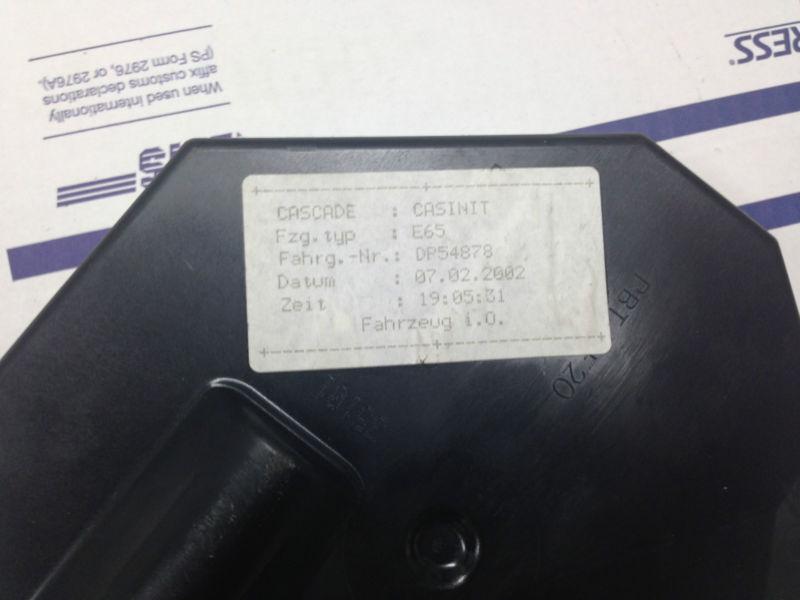 RESS.
When used internationally
affix customs declarations
(PS Form 2976, or 2976A).
CASCADE : CASINIT
Fzg.typ : E65
Fahrg.-Nr.: DP54878
Datum : 07.02.2002
Zeit : 19:05:31
Fahrzeug i.O.